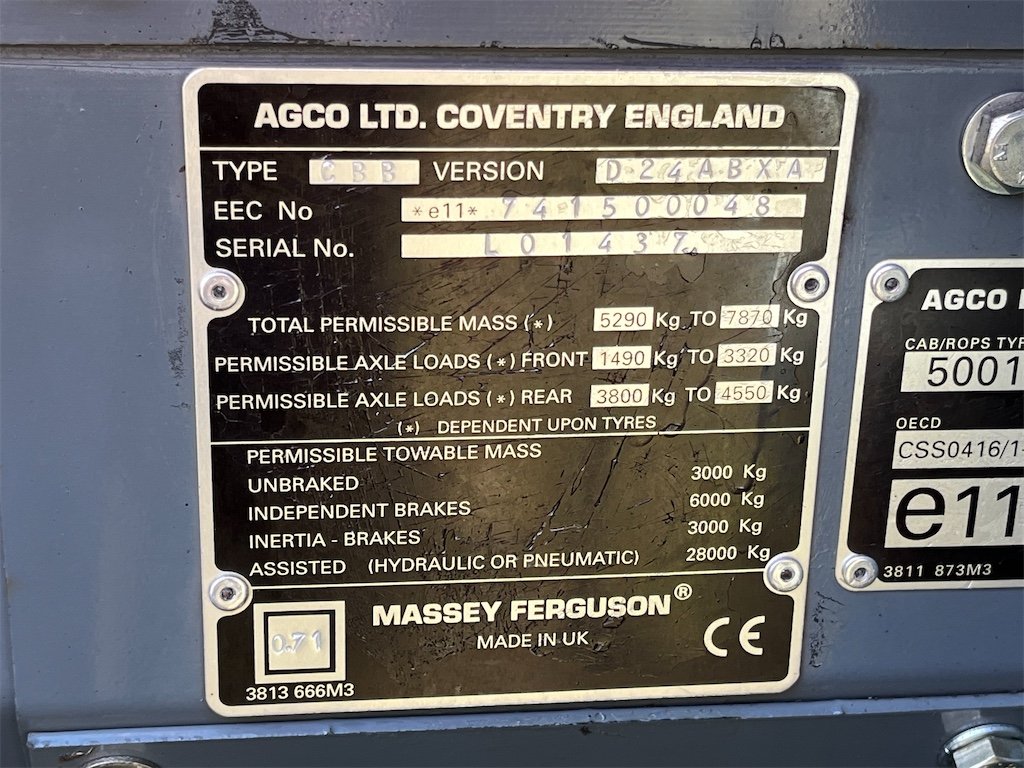 AGCO LTD. COVENTRY ENGLAND
TYPE CBB VERSION D24ABXA
EEC No *e11* 741500048
SERIAL No. L01437
TOTAL PERMISSIBLE MASS (*) 5290 Kg TO 7870 Kg
PERMISSIBLE AXLE LOADS (*) FRONT 1490 Kg TO 3320 Kg
PERMISSIBLE AXLE LOADS (*) REAR 3800 Kg TO 4550 Kg
(*) DEPENDENT UPON TYRES
PERMISSIBLE TOWABLE MASS
UNBRAKED 3000 Kg
INDEPENDENT BRAKES 6000 Kg
INERTIA - BRAKES 3000 Kg
ASSISTED (HYDRAULIC OR PNEUMATIC) 28000 Kg
MASSEY FERGUSON®
MADE IN UK
CE
0.71
3813 666M3
AGCO
CAB/ROPS TYP
5001
OECD
CSS0416/1
e11
3811 873M3